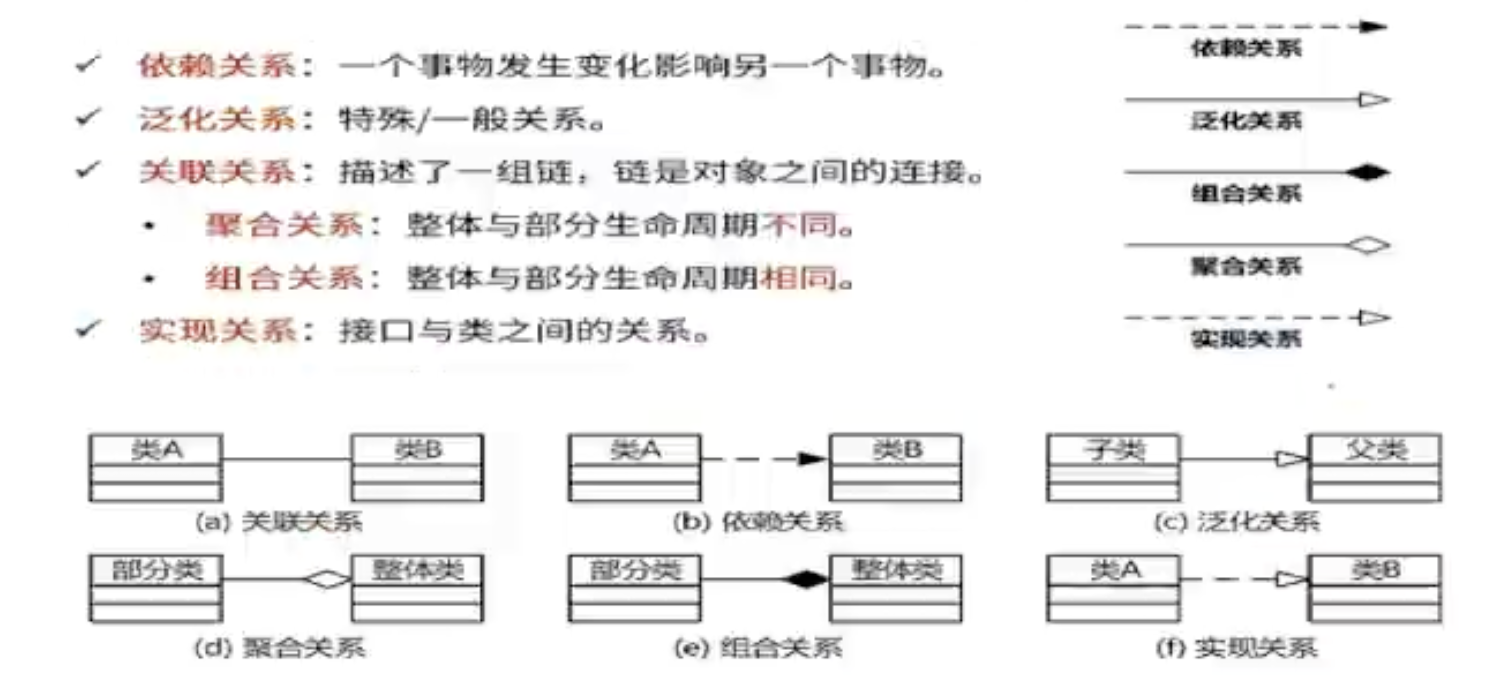 ✓ 依赖关系：一个事物发生变化影响另一个事物。
✓ 泛化关系：特殊/一般关系。
✓ 关联关系：描述了一组链，链是对象之间的连接。
• 聚合关系：整体与部分生命周期不同。
• 组合关系：整体与部分生命周期相同。
✓ 实现关系：接口与类之间的关系。
依赖关系
泛化关系
组合关系
聚合关系
实现关系
类A 类B
(a) 关联关系
类A 类B
(b) 依赖关系
子类 父类
(c) 泛化关系
部分类 整体类
(d) 聚合关系
部分类 整体类
(e) 组合关系
类A 类B
(f) 实现关系